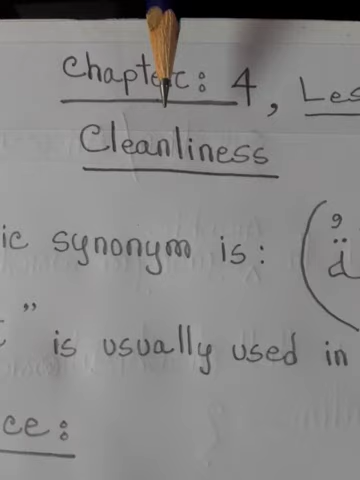 Chapter: 4, Les
Cleanliness
ic synonym is: (
" is usually used in
ce: